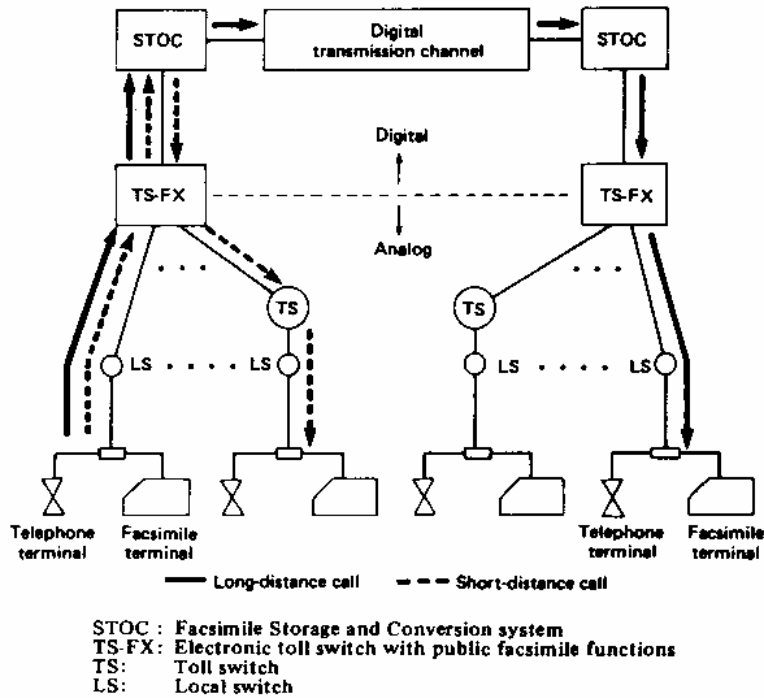 STOC
Digital
transmission channel
STOC
Digital
TS-FX
TS-FX
Analog
. . .
. . .
TS
TS
LS . . . . . LS
LS . . . . . LS
Telephone
terminal
Facsimile
terminal
Telephone
terminal
Facsimile
terminal
Long-distance call
Short-distance call
STOC : Facsimile Storage and Conversion system
TS-FX: Electronic toll switch with public facsimile functions
TS: Toll switch
LS: Local switch